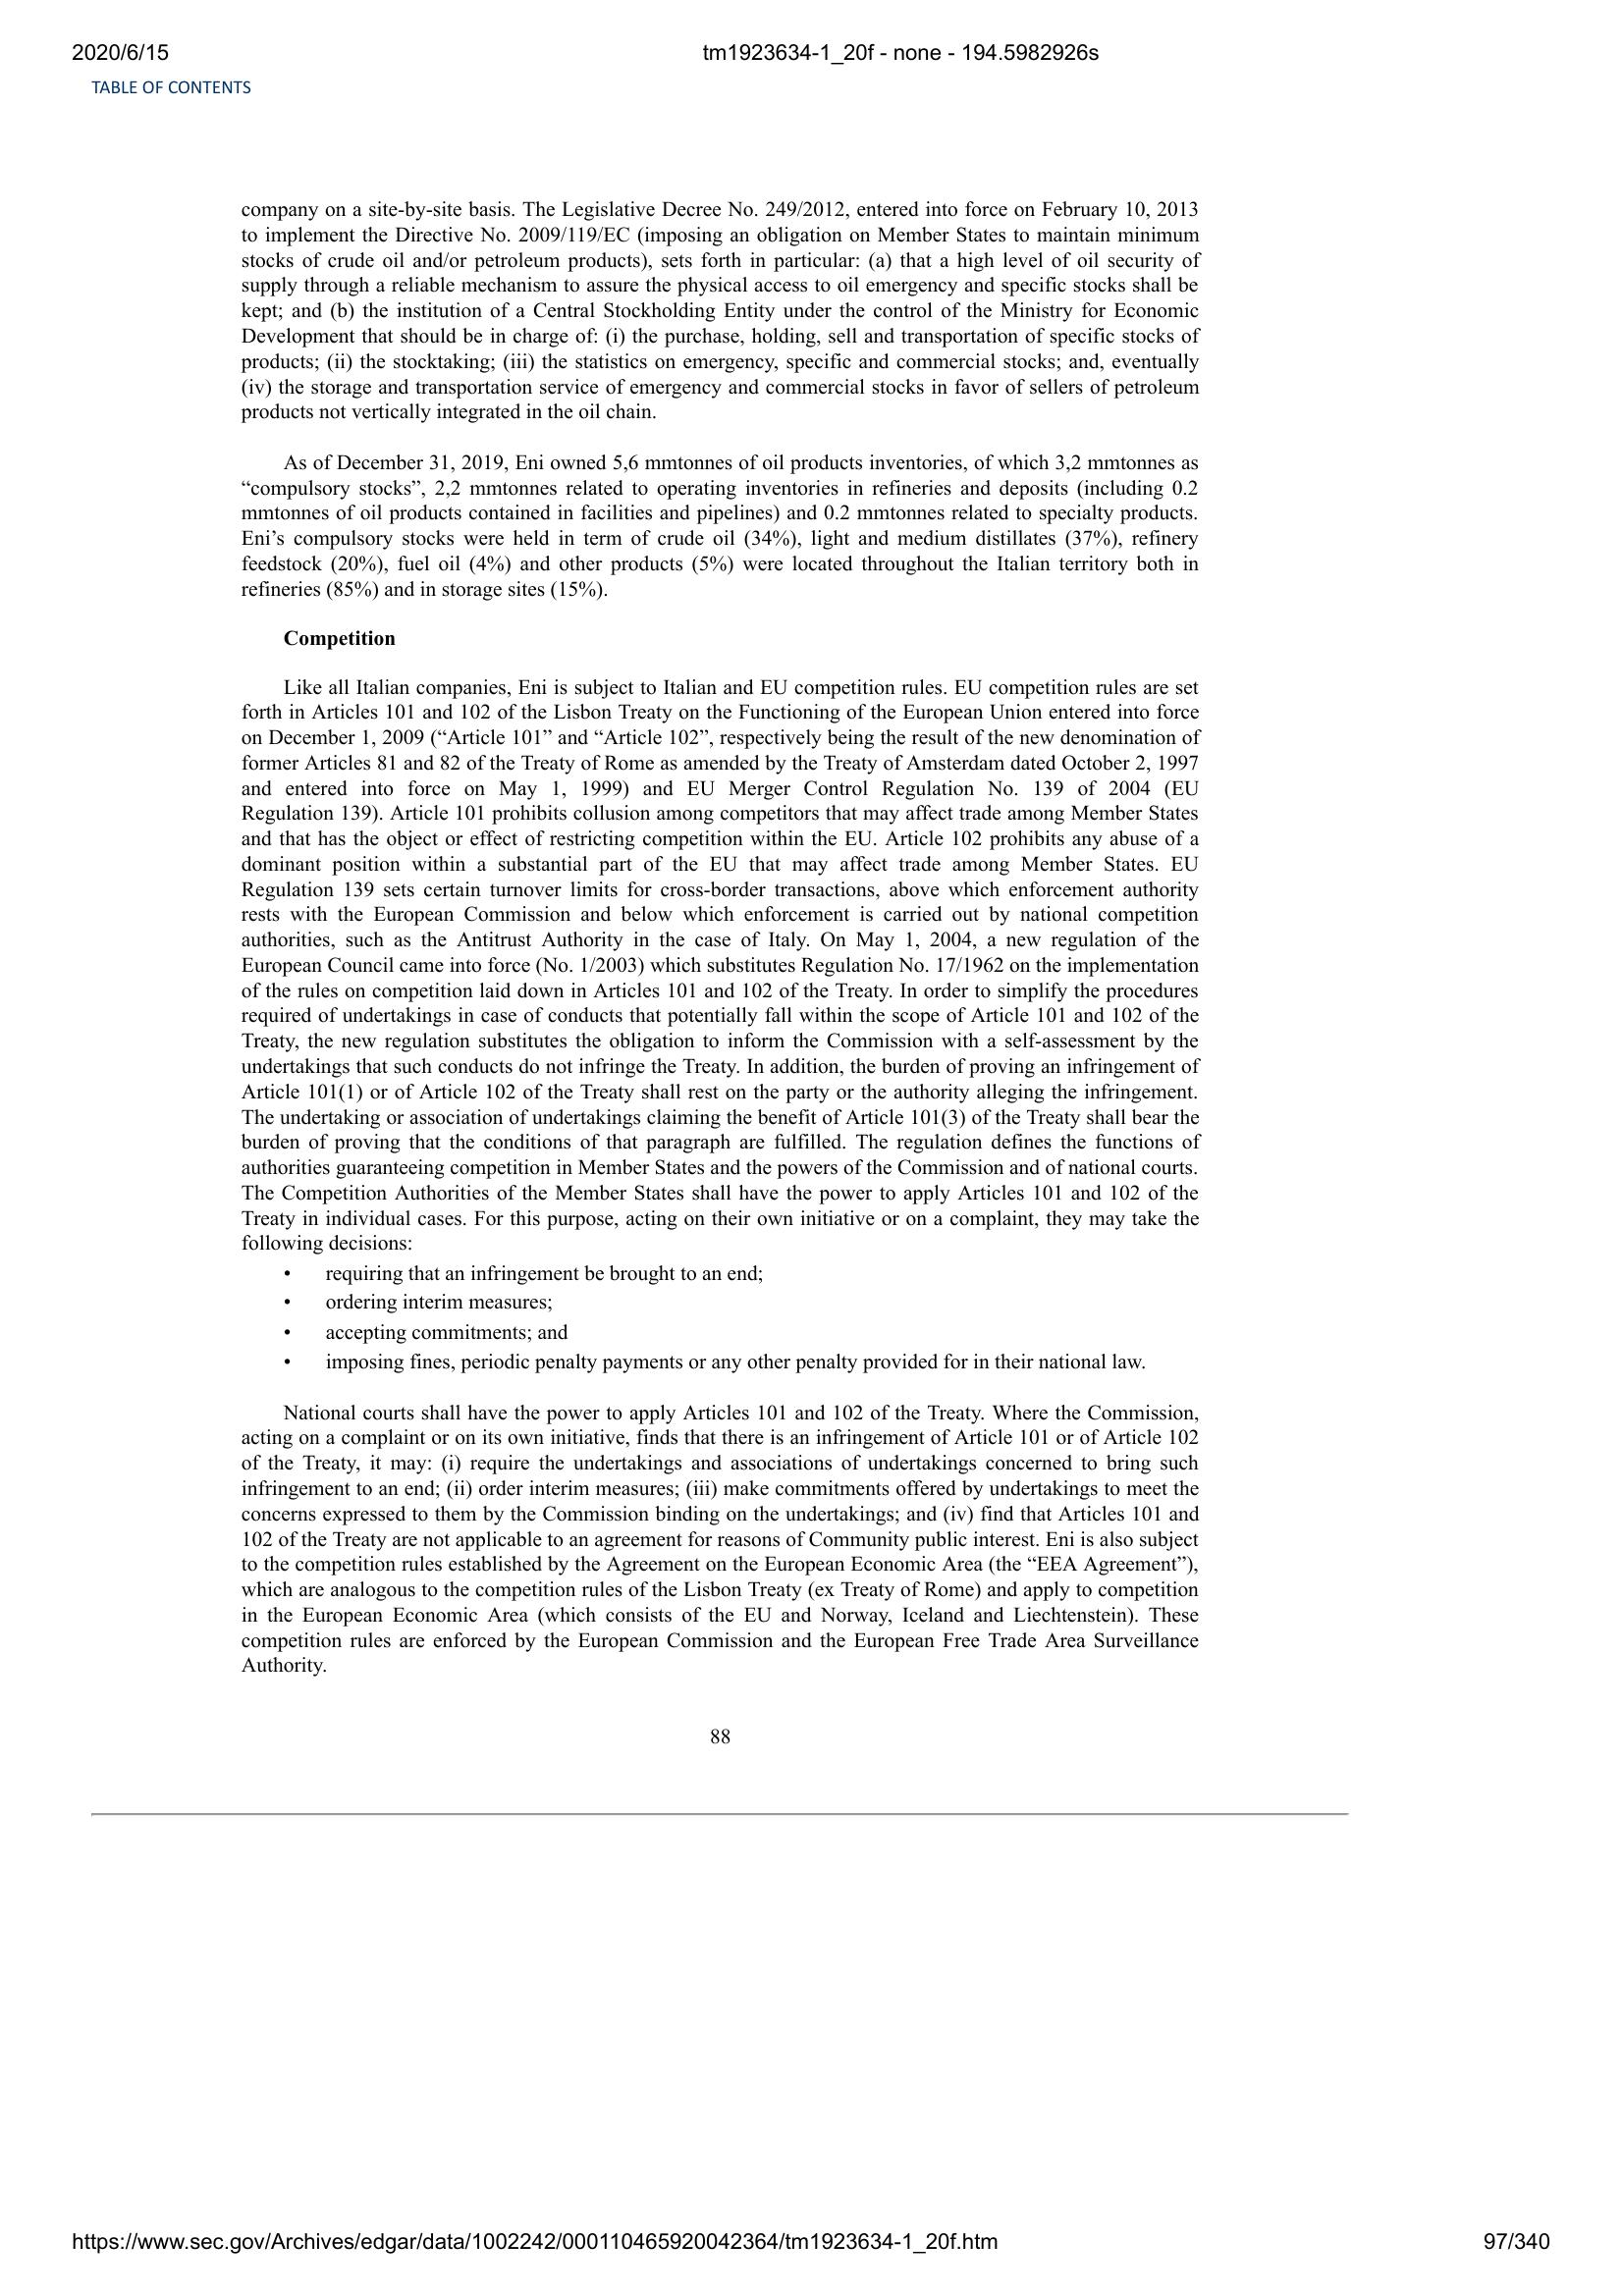 2020/6/15
tm1923634-1_20f - none - 194.5982926s
TABLE OF CONTENTS
company on a site-by-site basis. The Legislative Decree No. 249/2012, entered into force on February 10, 2013
to implement the Directive No. 2009/119/EC (imposing an obligation on Member States to maintain minimum
stocks of crude oil and/or petroleum products), sets forth in particular: (a) that a high level of oil security of
supply through a reliable mechanism to assure the physical access to oil emergency and specific stocks shall be
kept; and (b) the institution of a Central Stockholding Entity under the control of the Ministry for Economic
Development that should be in charge of: (i) the purchase, holding, sell and transportation of specific stocks of
products; (ii) the stocktaking; (iii) the statistics on emergency, specific and commercial stocks; and, eventually
(iv) the storage and transportation service of emergency and commercial stocks in favor of sellers of petroleum
products not vertically integrated in the oil chain.
As of December 31, 2019, Eni owned 5,6 mmtonnes of oil products inventories, of which 3,2 mmtonnes as
“compulsory stocks”, 2,2 mmtonnes related to operating inventories in refineries and deposits (including 0.2
mmtonnes of oil products contained in facilities and pipelines) and 0.2 mmtonnes related to specialty products.
Eni’s compulsory stocks were held in term of crude oil (34%), light and medium distillates (37%), refinery
feedstock (20%), fuel oil (4%) and other products (5%) were located throughout the Italian territory both in
refineries (85%) and in storage sites (15%).
Competition
Like all Italian companies, Eni is subject to Italian and EU competition rules. EU competition rules are set
forth in Articles 101 and 102 of the Lisbon Treaty on the Functioning of the European Union entered into force
on December 1, 2009 (“Article 101” and “Article 102”, respectively being the result of the new denomination of
former Articles 81 and 82 of the Treaty of Rome as amended by the Treaty of Amsterdam dated October 2, 1997
and entered into force on May 1, 1999) and EU Merger Control Regulation No. 139 of 2004 (EU
Regulation 139). Article 101 prohibits collusion among competitors that may affect trade among Member States
and that has the object or effect of restricting competition within the EU. Article 102 prohibits any abuse of a
dominant position within a substantial part of the EU that may affect trade among Member States. EU
Regulation 139 sets certain turnover limits for cross-border transactions, above which enforcement authority
rests with the European Commission and below which enforcement is carried out by national competition
authorities, such as the Antitrust Authority in the case of Italy. On May 1, 2004, a new regulation of the
European Council came into force (No. 1/2003) which substitutes Regulation No. 17/1962 on the implementation
of the rules on competition laid down in Articles 101 and 102 of the Treaty. In order to simplify the procedures
required of undertakings in case of conducts that potentially fall within the scope of Article 101 and 102 of the
Treaty, the new regulation substitutes the obligation to inform the Commission with a self-assessment by the
undertakings that such conducts do not infringe the Treaty. In addition, the burden of proving an infringement of
Article 101(1) or of Article 102 of the Treaty shall rest on the party or the authority alleging the infringement.
The undertaking or association of undertakings claiming the benefit of Article 101(3) of the Treaty shall bear the
burden of proving that the conditions of that paragraph are fulfilled. The regulation defines the functions of
authorities guaranteeing competition in Member States and the powers of the Commission and of national courts.
The Competition Authorities of the Member States shall have the power to apply Articles 101 and 102 of the
Treaty in individual cases. For this purpose, acting on their own initiative or on a complaint, they may take the
following decisions:
• requiring that an infringement be brought to an end;
• ordering interim measures;
• accepting commitments; and
• imposing fines, periodic penalty payments or any other penalty provided for in their national law.
National courts shall have the power to apply Articles 101 and 102 of the Treaty. Where the Commission,
acting on a complaint or on its own initiative, finds that there is an infringement of Article 101 or of Article 102
of the Treaty, it may: (i) require the undertakings and associations of undertakings concerned to bring such
infringement to an end; (ii) order interim measures; (iii) make commitments offered by undertakings to meet the
concerns expressed to them by the Commission binding on the undertakings; and (iv) find that Articles 101 and
102 of the Treaty are not applicable to an agreement for reasons of Community public interest. Eni is also subject
to the competition rules established by the Agreement on the European Economic Area (the “EEA Agreement”),
which are analogous to the competition rules of the Lisbon Treaty (ex Treaty of Rome) and apply to competition
in the European Economic Area (which consists of the EU and Norway, Iceland and Liechtenstein). These
competition rules are enforced by the European Commission and the European Free Trade Area Surveillance
Authority.
88
https://www.sec.gov/Archives/edgar/data/1002242/000110465920042364/tm1923634-1_20f.htm
97/340